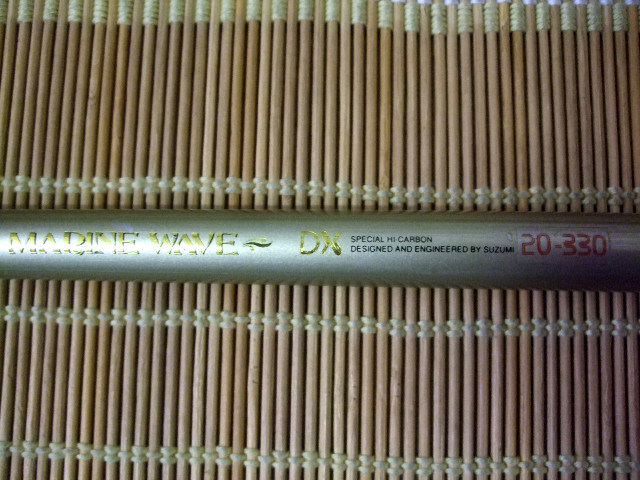 MARINE WAVE DX SPECIAL HI-CARBON
DESIGNED AND ENGINEERED BY SUZUMI 20-330